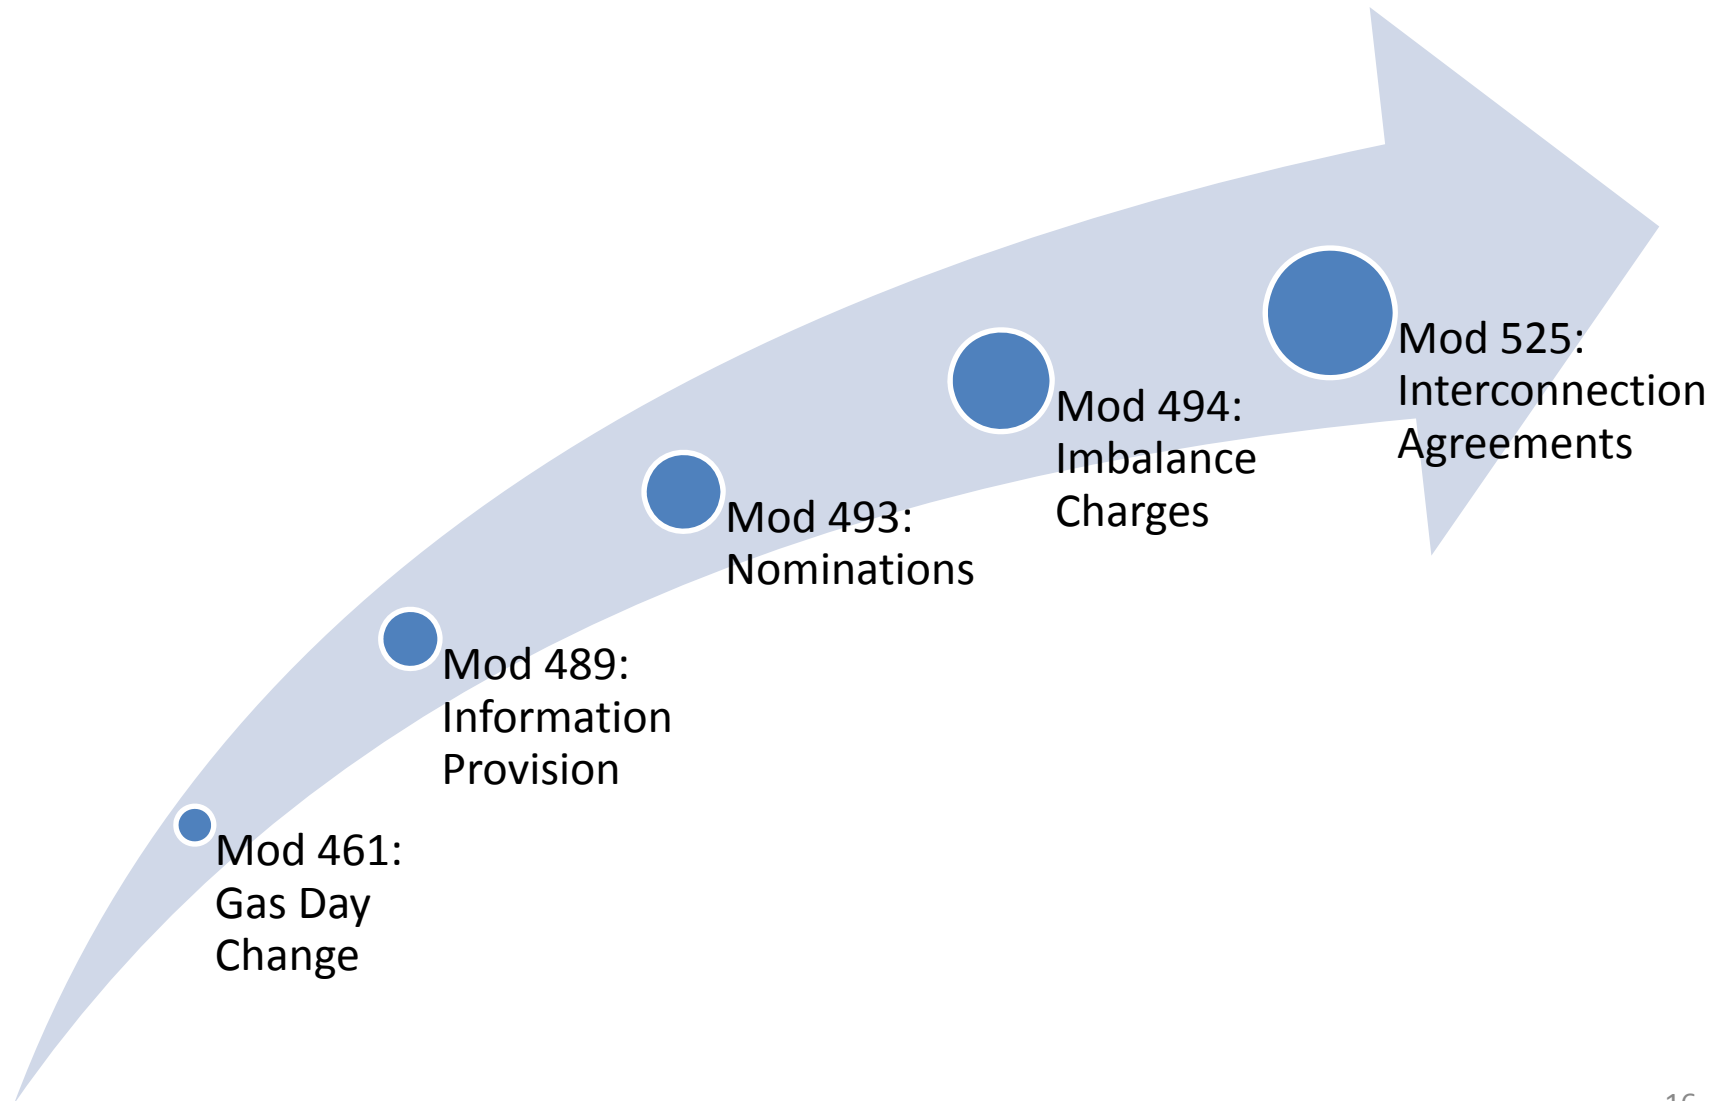 Mod 461:
Gas Day
Change
Mod 489:
Information
Provision
Mod 493:
Nominations
Mod 494:
Imbalance
Charges
Mod 525:
Interconnection
Agreements
16